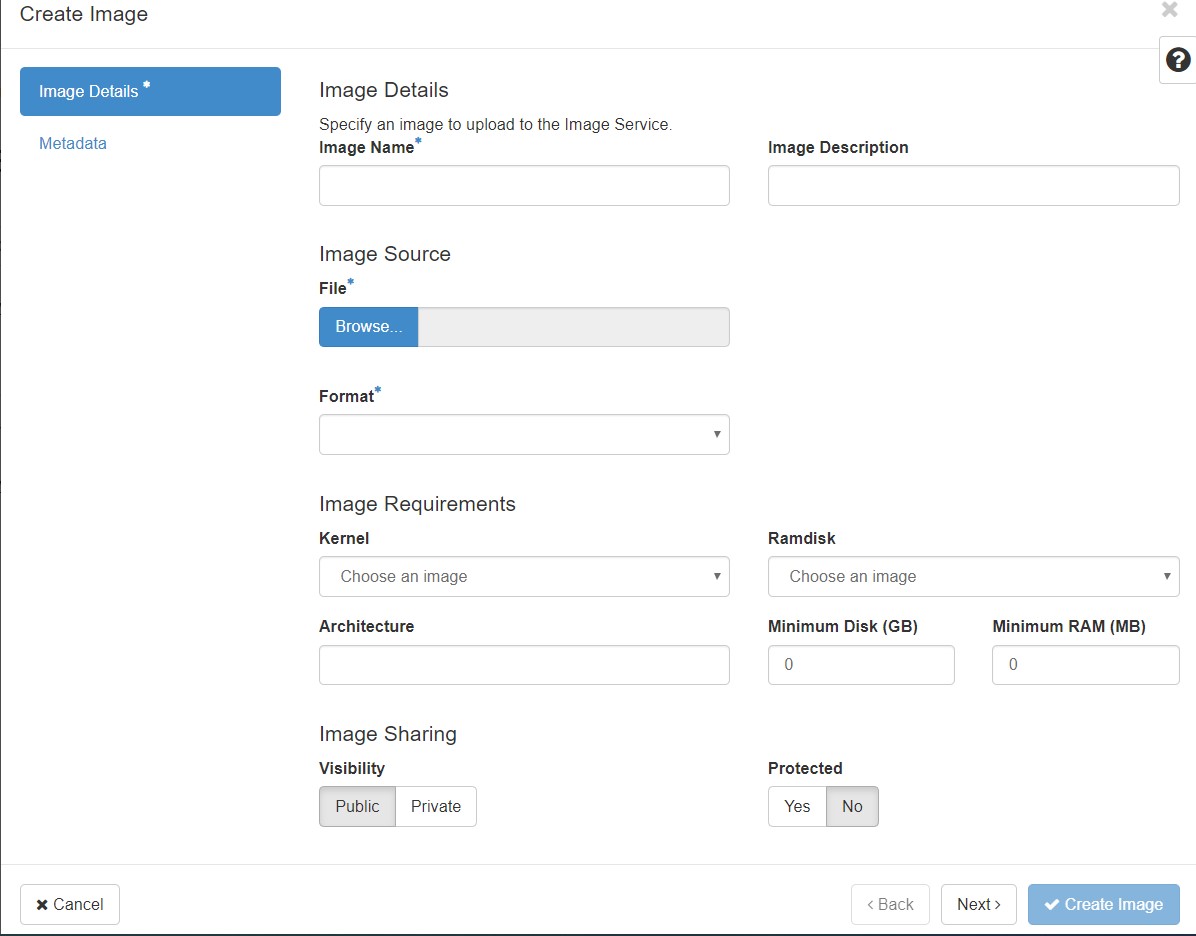 Create Image
Image Details *
Metadata
Image Details
Specify an image to upload to the Image Service.
Image Name*
Image Description
Image Source
File*
Browse...
Format*
Image Requirements
Kernel
Ramdisk
Choose an image
Choose an image
Architecture
Minimum Disk (GB)
Minimum RAM (MB)
0
0
Image Sharing
Visibility
Protected
Public
Private
Yes
No
✖ Cancel
‹ Back
Next ›
✔ Create Image